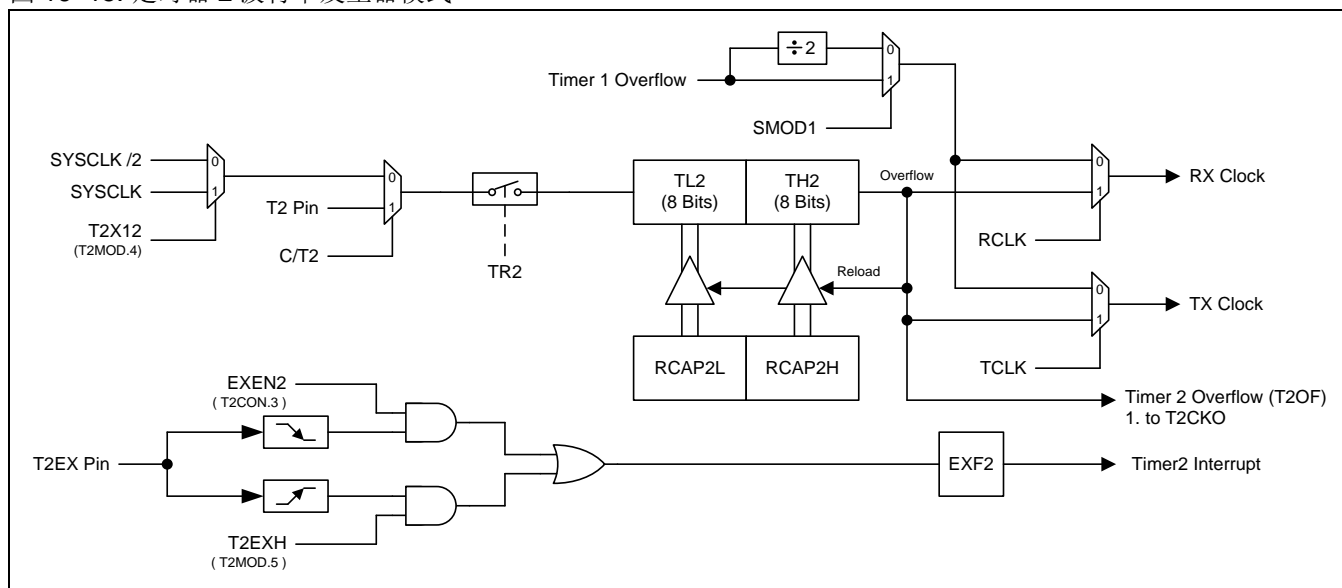 定时器 2 波特率发生器模式
÷2
0
1
Timer 1 Overflow
SMOD1
SYSCLK /2
SYSCLK
0
1
T2X12
(T2MOD.4)
T2 Pin
0
1
C/T2
TR2
TL2
(8 Bits)
TH2
(8 Bits)
Overflow
0
1
RX Clock
RCLK
Reload
0
1
TX Clock
TCLK
RCAP2L
RCAP2H
Timer 2 Overflow (T2OF)
1. to T2CKO
EXEN2
( T2CON.3 )
T2EX Pin
EXF2
Timer2 Interrupt
T2EXH
( T2MOD.5 )